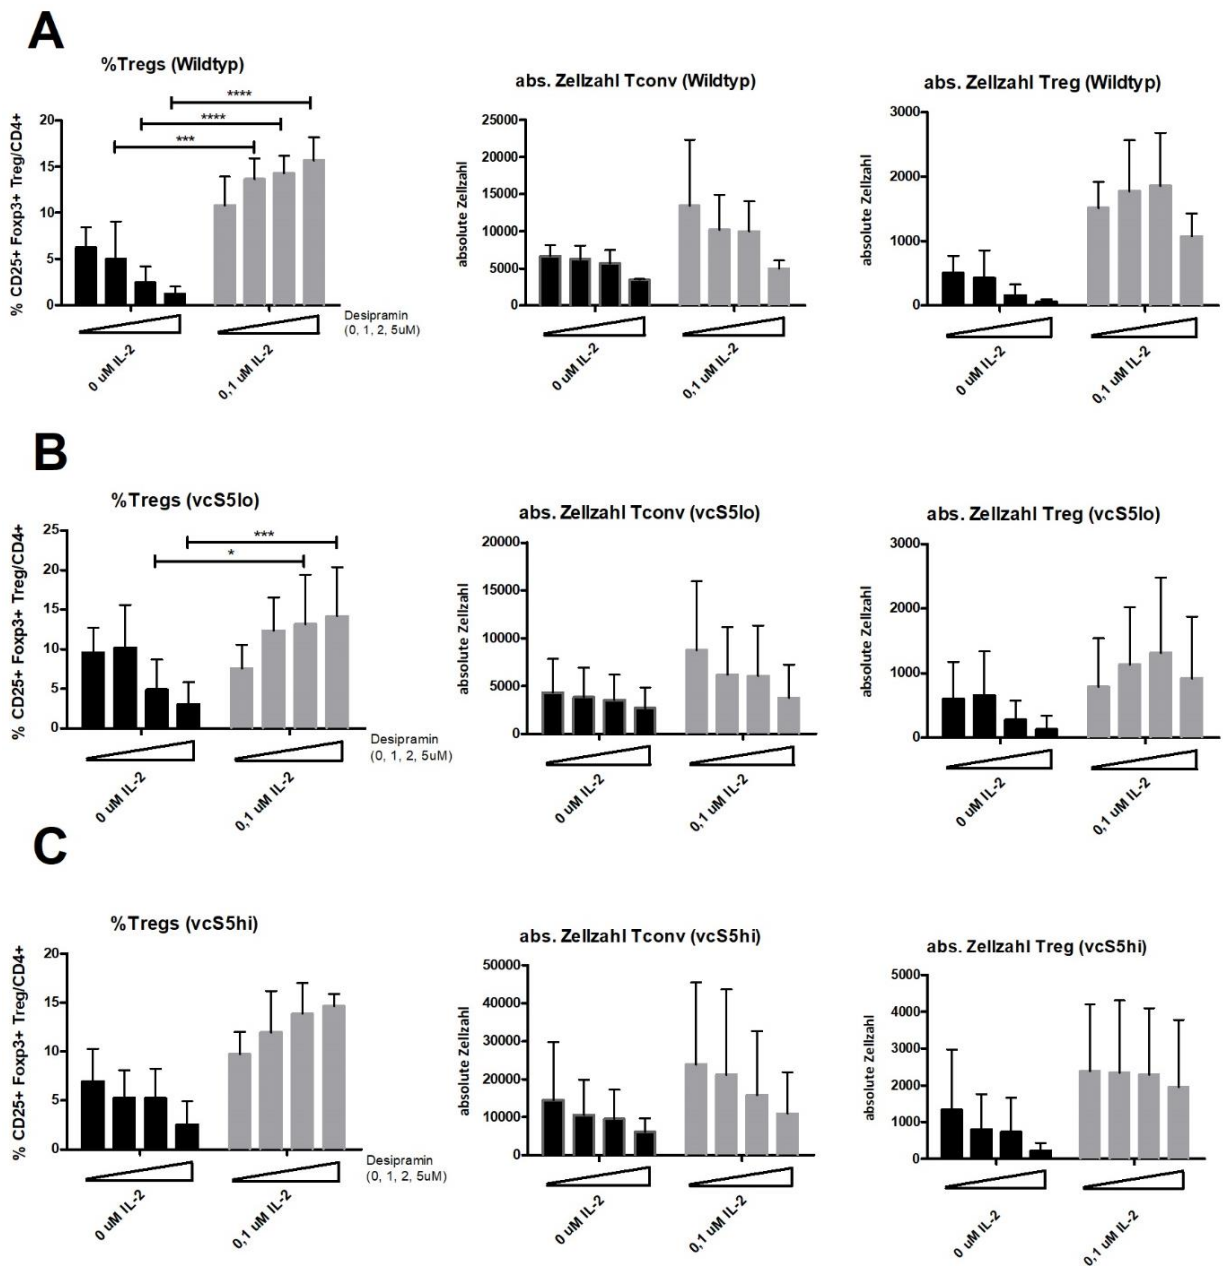 A
%Tregs (Wildtyp)
% CD25+ Foxp3+ Treg/CD4+
20
15
10
5
0
***
****
****
0 uM IL-2
0,1 uM IL-2
Desipramin
(0, 1, 2, 5uM)
abs. Zellzahl Tconv (Wildtyp)
absolute Zellzahl
25000
20000
15000
10000
5000
0
0 uM IL-2
0,1 uM IL-2
abs. Zellzahl Treg (Wildtyp)
absolute Zellzahl
3000
2000
1000
0
0 uM IL-2
0,1 uM IL-2
B
%Tregs (vcS5lo)
% CD25+ Foxp3+ Treg/CD4+
25
20
15
10
5
0
*
***
0 uM IL-2
0,1 uM IL-2
Desipramin
(0, 1, 2, 5uM)
abs. Zellzahl Tconv (vcS5lo)
absolute Zellzahl
20000
15000
10000
5000
0
0 uM IL-2
0,1 uM IL-2
abs. Zellzahl Treg (vcS5lo)
absolute Zellzahl
3000
2000
1000
0
0 uM IL-2
0,1 uM IL-2
C
%Tregs (vcS5hi)
% CD25+ Foxp3+ Treg/CD4+
20
15
10
5
0
0 uM IL-2
0,1 uM IL-2
Desipramin
(0, 1, 2, 5uM)
abs. Zellzahl Tconv (vcS5hi)
absolute Zellzahl
50000
40000
30000
20000
10000
0
0 uM IL-2
0,1 uM IL-2
abs. Zellzahl Treg (vcS5hi)
absolute Zellzahl
5000
4000
3000
2000
1000
0
0 uM IL-2
0,1 uM IL-2